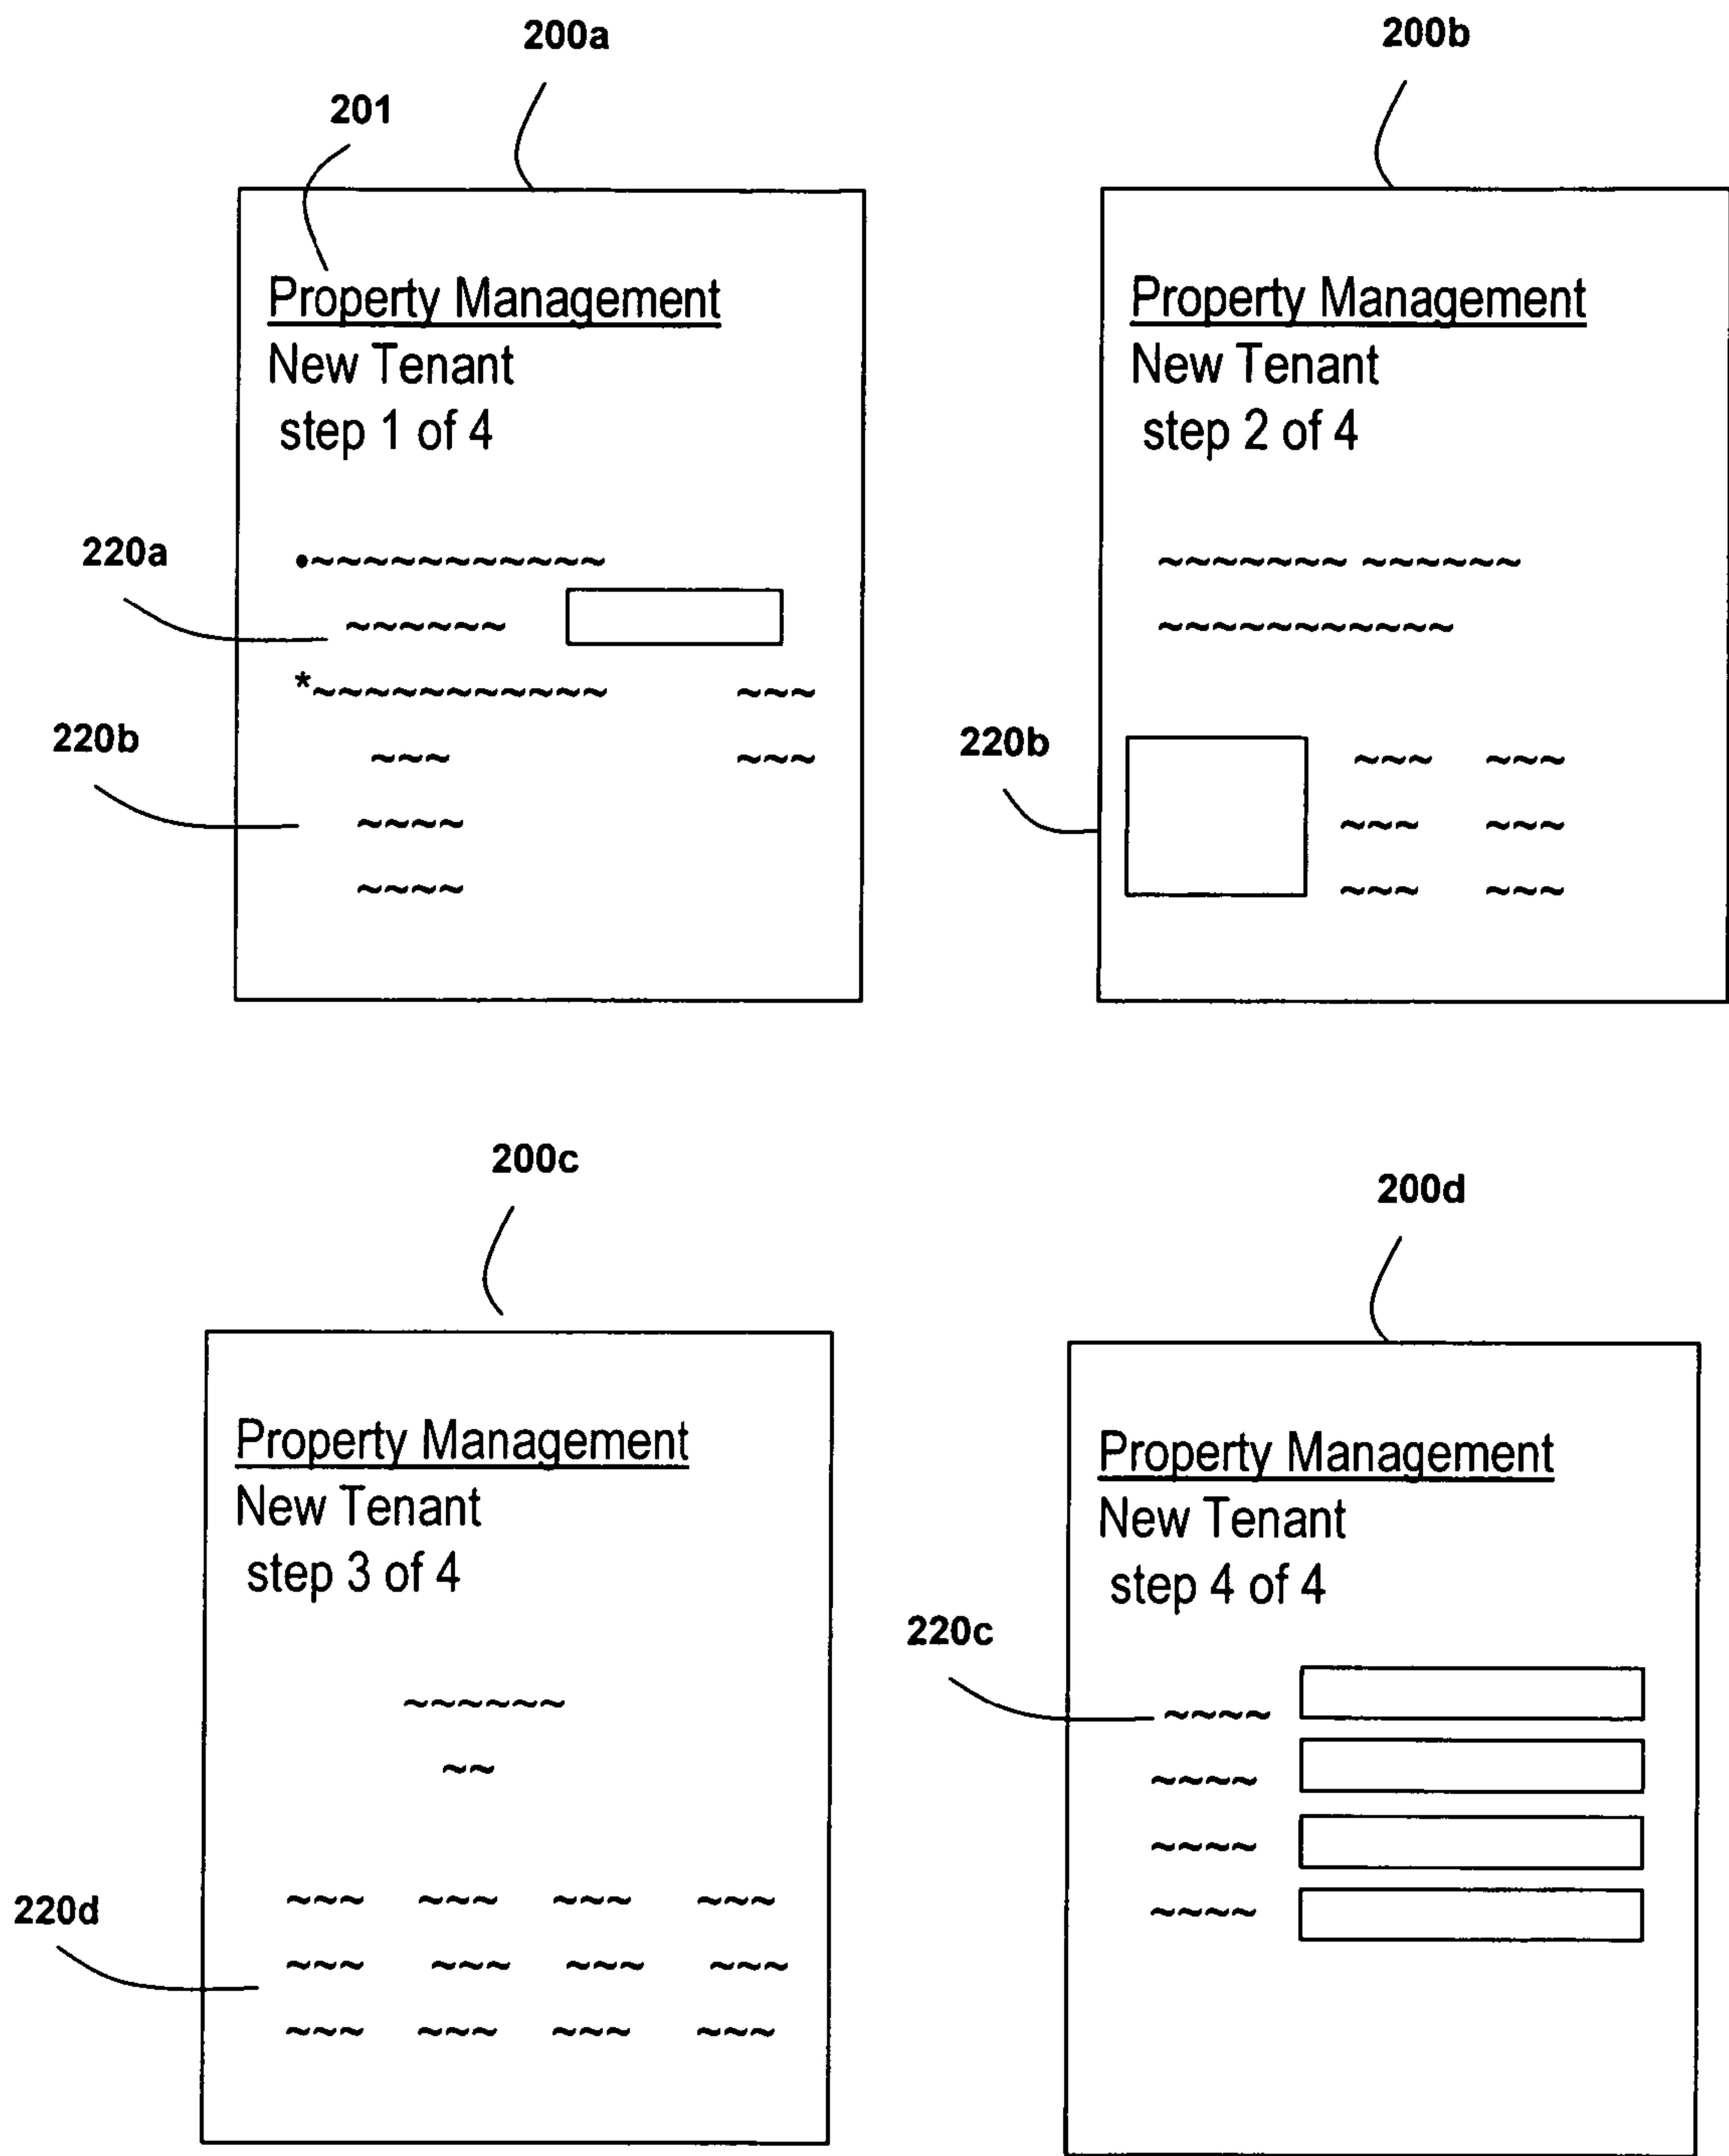 200a
200b
201
Property Management
New Tenant
step 1 of 4
220a
*
220b
Property Management
New Tenant
step 2 of 4
220b
200c
200d
Property Management
New Tenant
step 3 of 4
220d
Property Management
New Tenant
step 4 of 4
220c